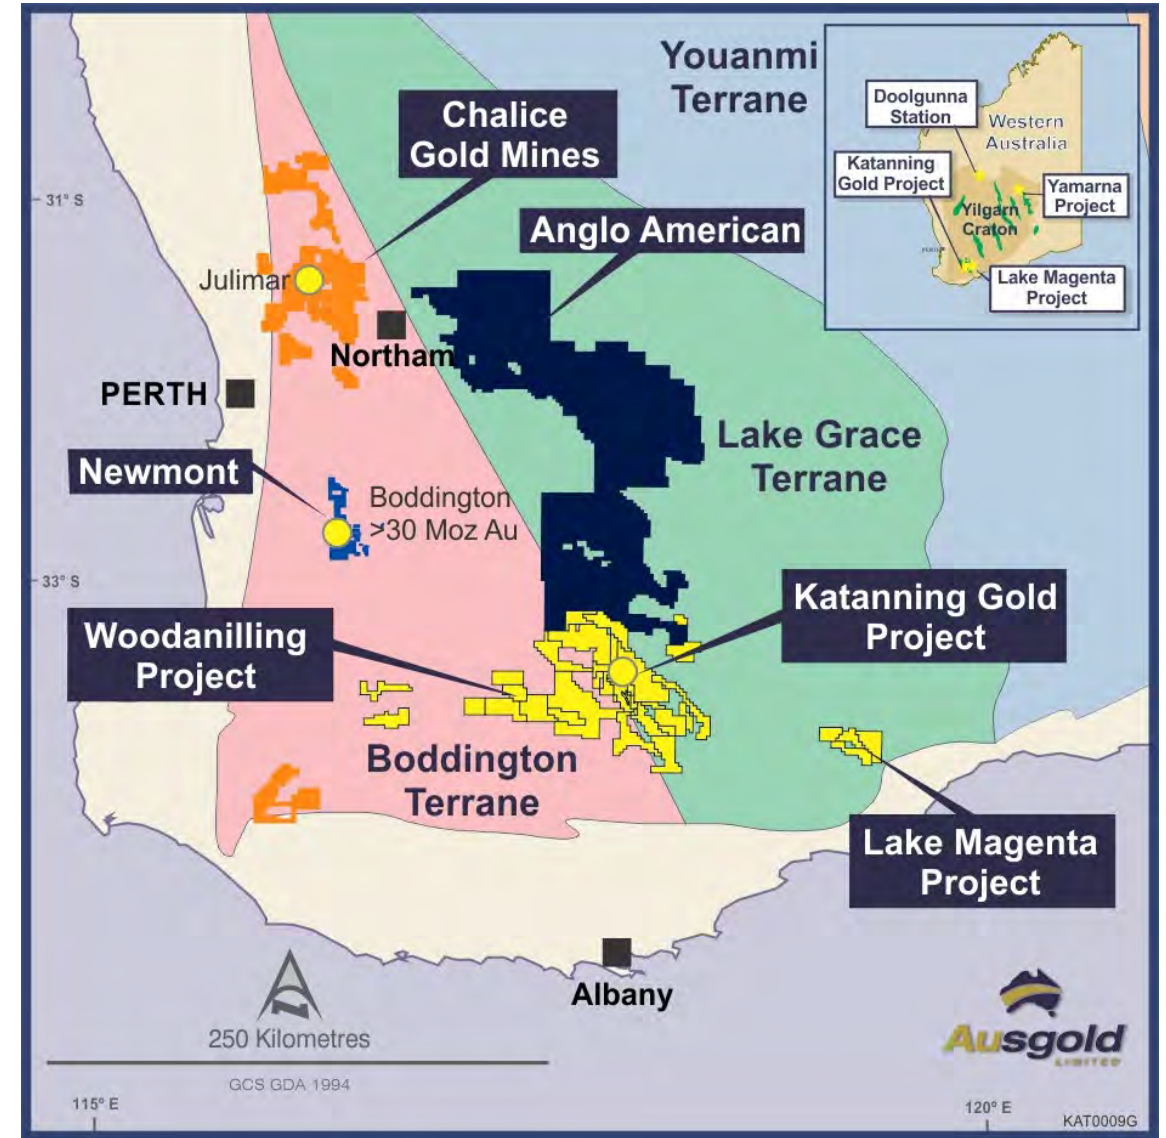 Youanmi
Terrane
Doolgunna
Station
Western
Australia
Katanning
Gold Project
Yamarna
Project
Yilgarn
Craton
PERTH
Lake Magenta
Project
Chalice
Gold Mines
31° S
Anglo American
Julimar
Northam
PERTH
Lake Grace
Terrane
Newmont
Boddington
>30 Moz Au
33° S
Katanning Gold
Project
Woodanilling
Project
Boddington
Terrane
Lake Magenta
Project
Albany
250 Kilometres
GCS GDA 1994
Ausgold
LIMITED
115° E
120° E
KAT0009G